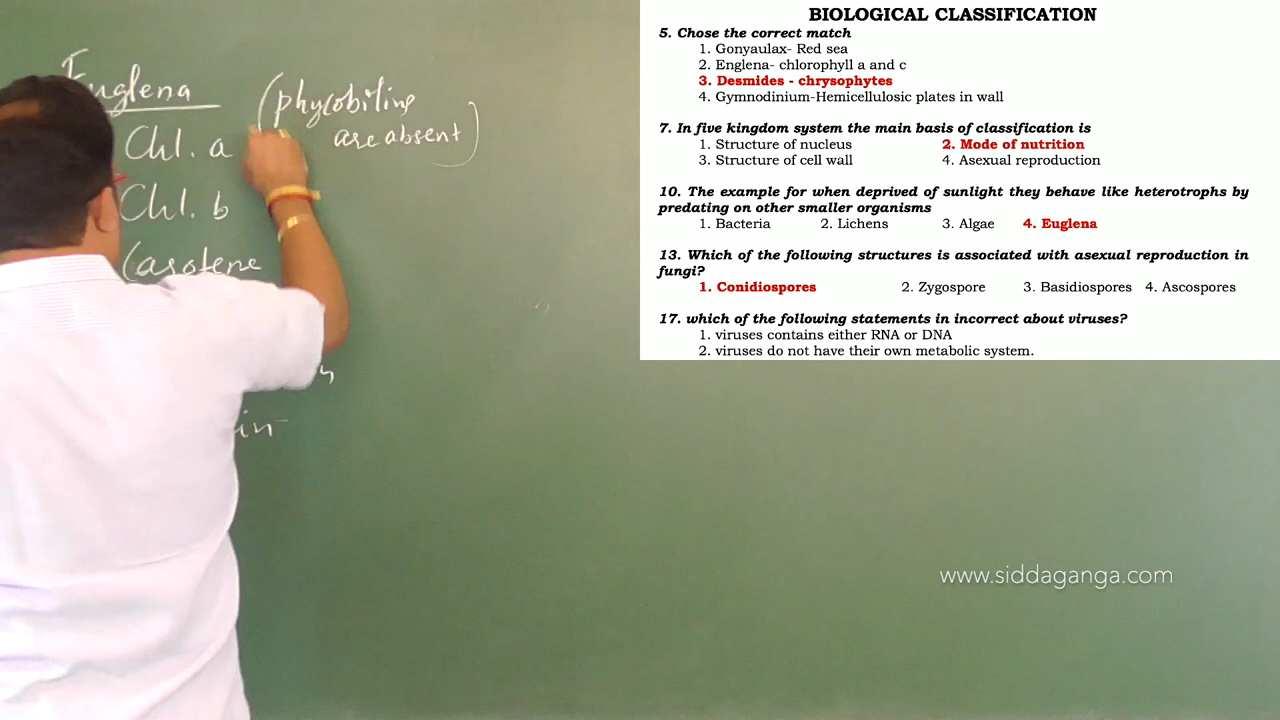 Euglena
(phycobilins
are absent)
Chl. a
Chl. b
Carotene
in
BIOLOGICAL CLASSIFICATION
5. Chose the correct match
1. Gonyaulax- Red sea
2. Englena- chlorophyll a and c
3. Desmides - chrysophytes
4. Gymnodinium-Hemicellulosic plates in wall
7. In five kingdom system the main basis of classification is
1. Structure of nucleus 2. Mode of nutrition
3. Structure of cell wall 4. Asexual reproduction
10. The example for when deprived of sunlight they behave like heterotrophs by
predating on other smaller organisms
1. Bacteria 2. Lichens 3. Algae 4. Euglena
13. Which of the following structures is associated with asexual reproduction in
fungi?
1. Conidiospores 2. Zygospore 3. Basidiospores 4. Ascospores
17. which of the following statements in incorrect about viruses?
1. viruses contains either RNA or DNA
2. viruses do not have their own metabolic system.
www.siddaganga.com